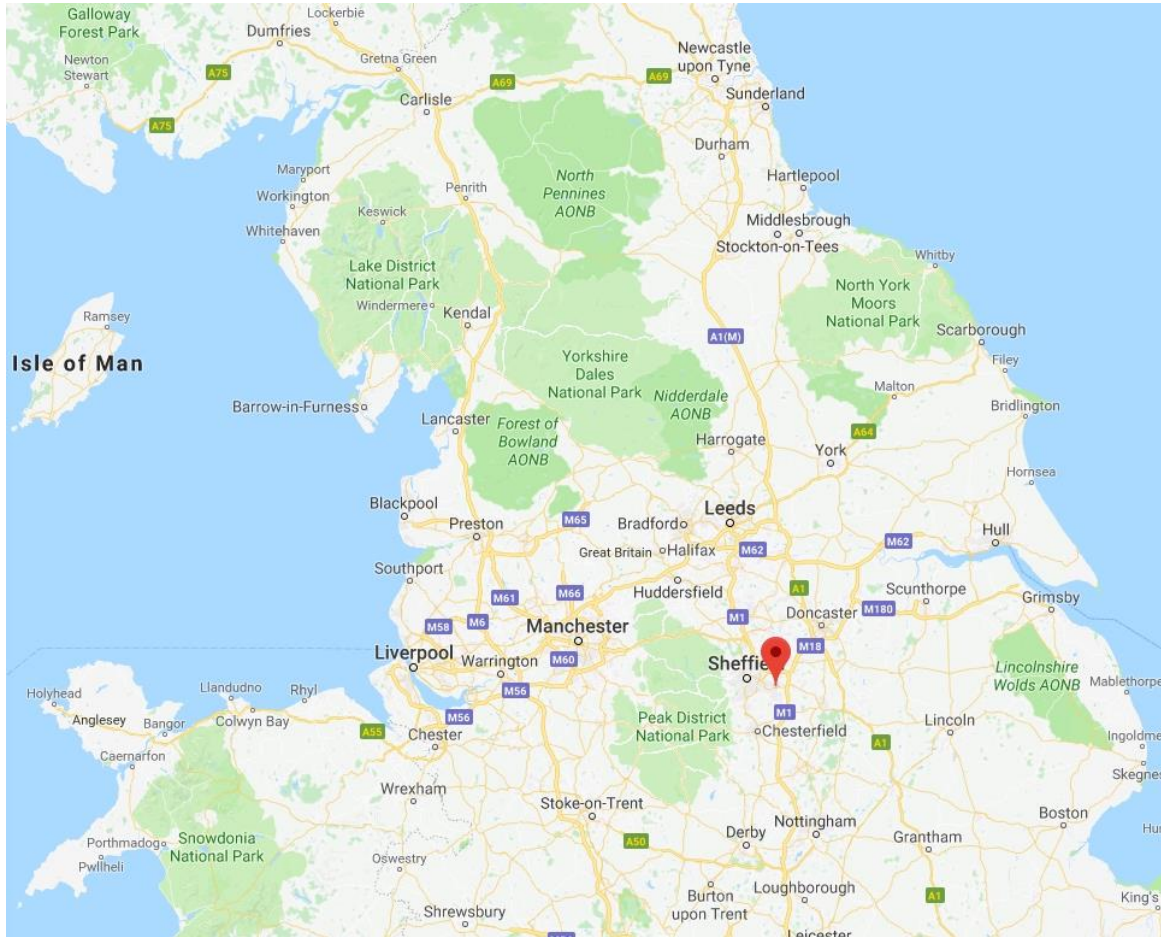 Galloway
Forest Park
Lockerbie
Dumfries
Newton
Stewart
A75
Gretna Green
A69
A69
Newcastle
upon Tyne
Carlisle
Sunderland
A75
Durham
Maryport
Workington
Whitehaven
Keswick
Penrith
North
Pennines
AONB
Hartlepool
Middlesbrough
Stockton-on-Tees
Whitby
Lake District
National Park
Windermere
Kendal
North York
Moors
National Park
Ramsey
Isle of Man
A1(M)
Scarborough
Yorkshire
Dales
National Park
Nidderdale
AONB
Filey
Malton
Bridlington
Barrow-in-Furness
Lancaster
Forest of
Bowland
AONB
Harrogate
A64
York
Hornsea
Blackpool
Preston
M65
Bradford
Leeds
Great Britain
Halifax
M62
M62
Hull
Southport
M61
M66
Huddersfield
A1
Scunthorpe
M180
Grimsby
M58
M6
Manchester
M1
Doncaster
M18
Liverpool
Warrington
M60
Sheffie
Lincolnshire
Wolds AONB
Mablethorpe
Holyhead
Anglesey
Llandudno
Rhyl
Bangor
Colwyn Bay
A55
M56
M56
Chester
Peak District
National Park
M1
Chesterfield
A1
Lincoln
Ingoldme
Skegnes
Caernarfon
Wrexham
Stoke-on-Trent
Boston
Porthmadog
Snowdonia
National Park
Pwllheli
Oswestry
A50
Derby
Nottingham
Grantham
Hun
Shrewsbury
Burton
upon Trent
Loughborough
A1
King's
Leicester